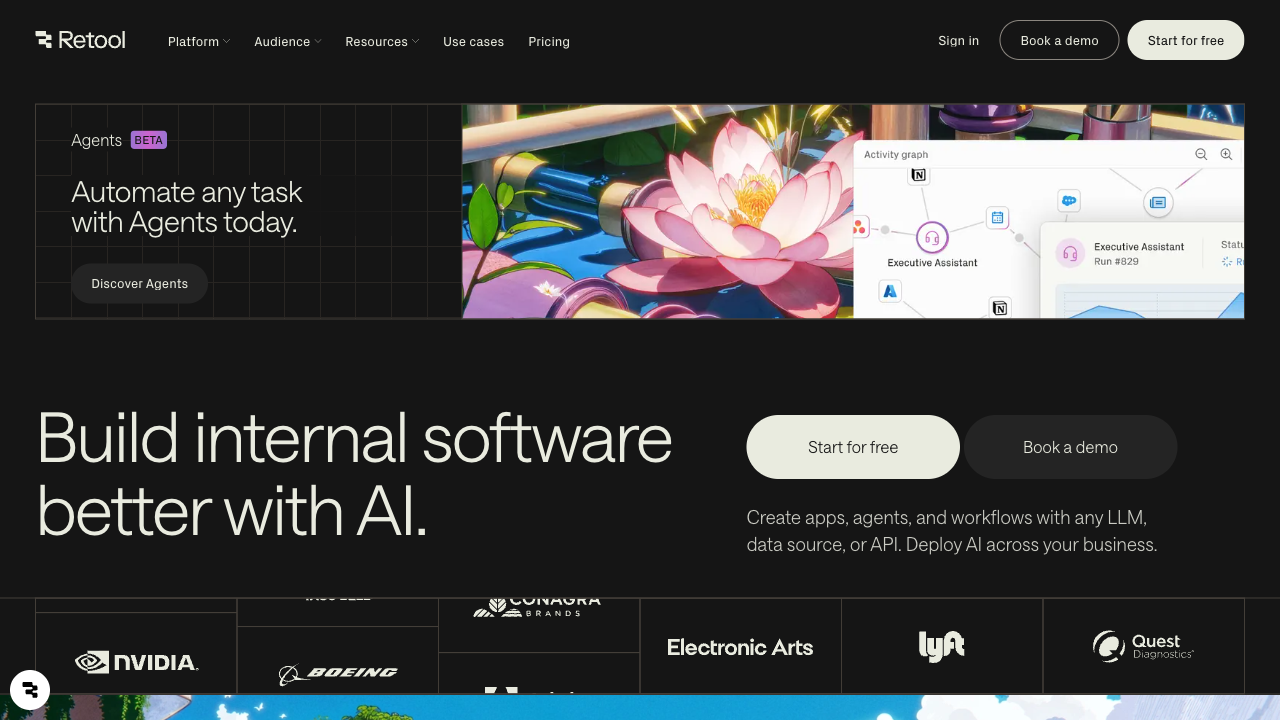 Retool
Platform
Audience
Resources
Use cases
Pricing
Sign in
Book a demo
Start for free
Agents BETA
Automate any task
with Agents today.
Discover Agents
Activity graph
Executive Assistant
Executive Assistant
Run #829
Build internal software
better with AI.
Start for free
Book a demo
Create apps, agents, and workflows with any LLM,
data source, or API. Deploy AI across your business.
CONAGRA
BRANDS
NVIDIA.
BOEING
Electronic Arts
lyft
Quest
Diagnostics